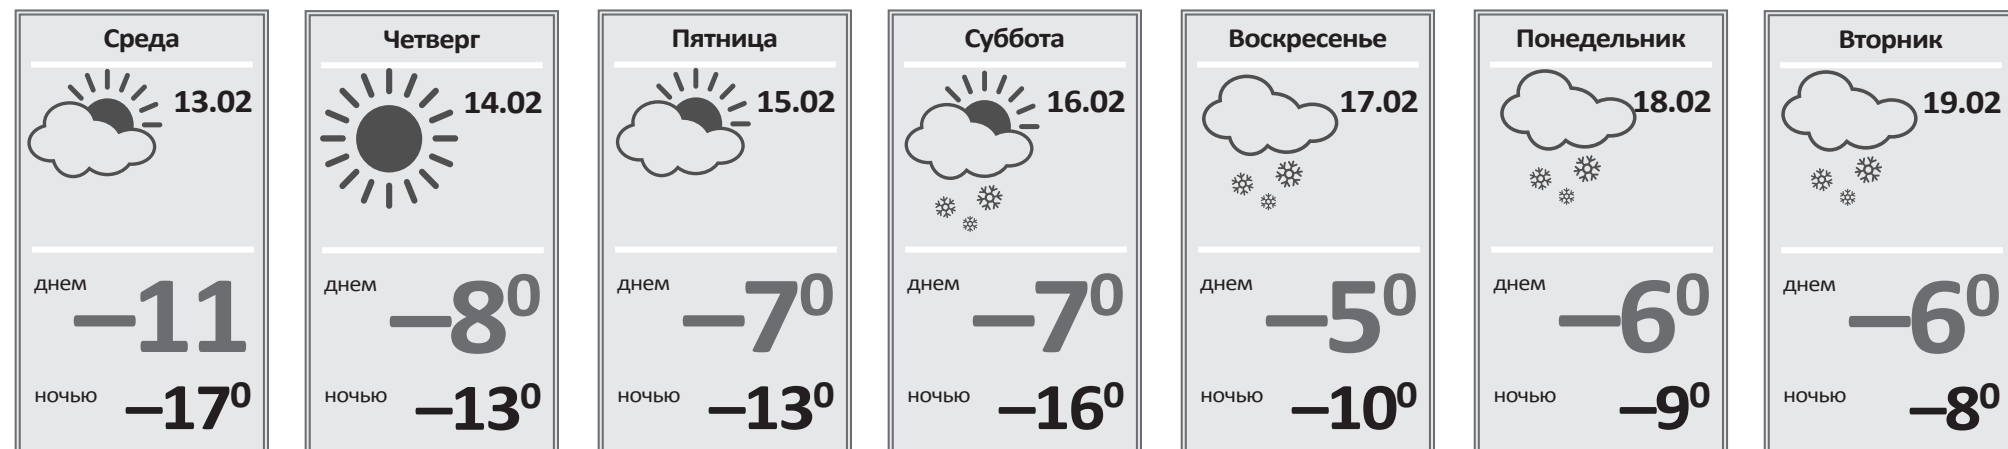 Среда
13.02
днем
–11
ночью –17⁰
Четверг
14.02
днем
–8⁰
ночью –13⁰
Пятница
15.02
днем
–7⁰
ночью –13⁰
Суббота
16.02
днем
–7⁰
ночью –16⁰
Воскресенье
17.02
днем
–5⁰
ночью –10⁰
Понедельник
18.02
днем
–6⁰
ночью –9⁰
Вторник
19.02
днем
–6⁰
ночью –8⁰